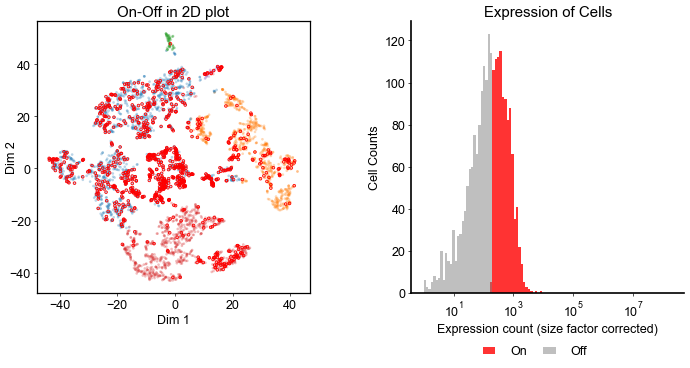 On-Off in 2D plot
Dim 2
40
20
0
−20
−40
−40 −20 0 20 40
Dim 1
Expression of Cells
Cell Counts
120
100
80
60
40
20
0
10^1 10^3 10^5 10^7
Expression count (size factor corrected)
On Off